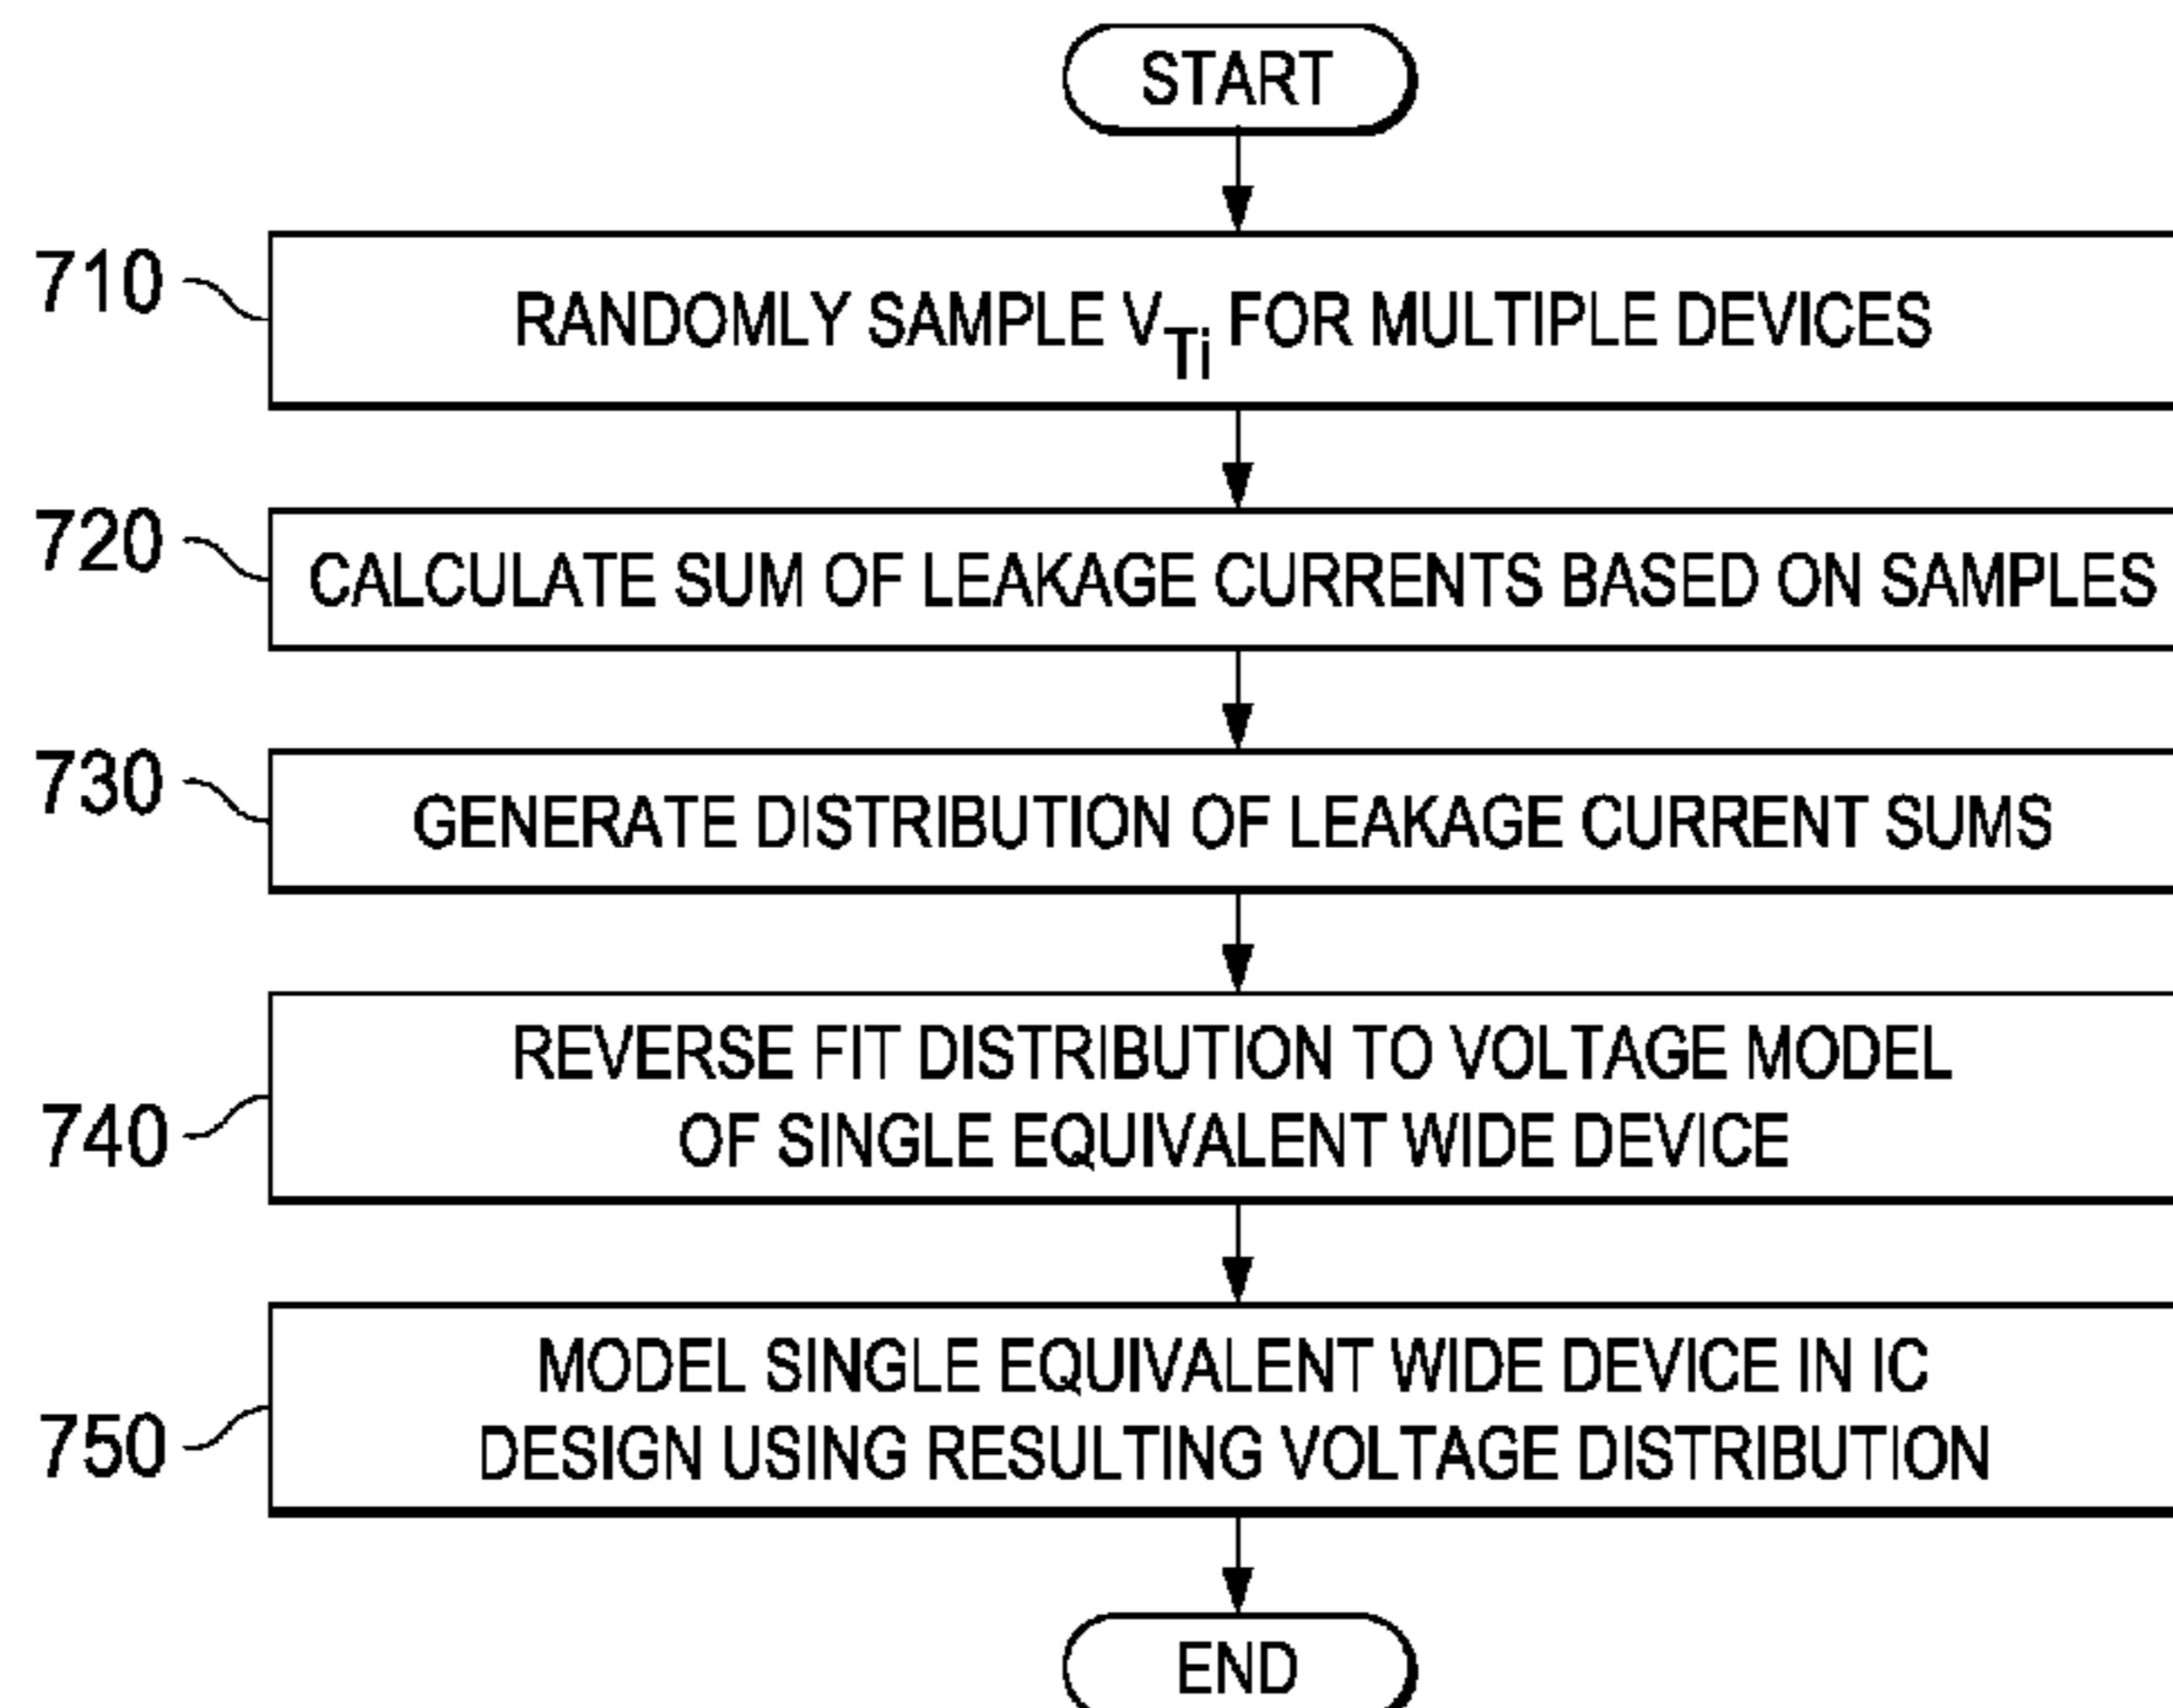 START
710
RANDOMLY SAMPLE VTi FOR MULTIPLE DEVICES
720
CALCULATE SUM OF LEAKAGE CURRENTS BASED ON SAMPLES
730
GENERATE DISTRIBUTION OF LEAKAGE CURRENT SUMS
740
REVERSE FIT DISTRIBUTION TO VOLTAGE MODEL
OF SINGLE EQUIVALENT WIDE DEVICE
750
MODEL SINGLE EQUIVALENT WIDE DEVICE IN IC
DESIGN USING RESULTING VOLTAGE DISTRIBUTION
END